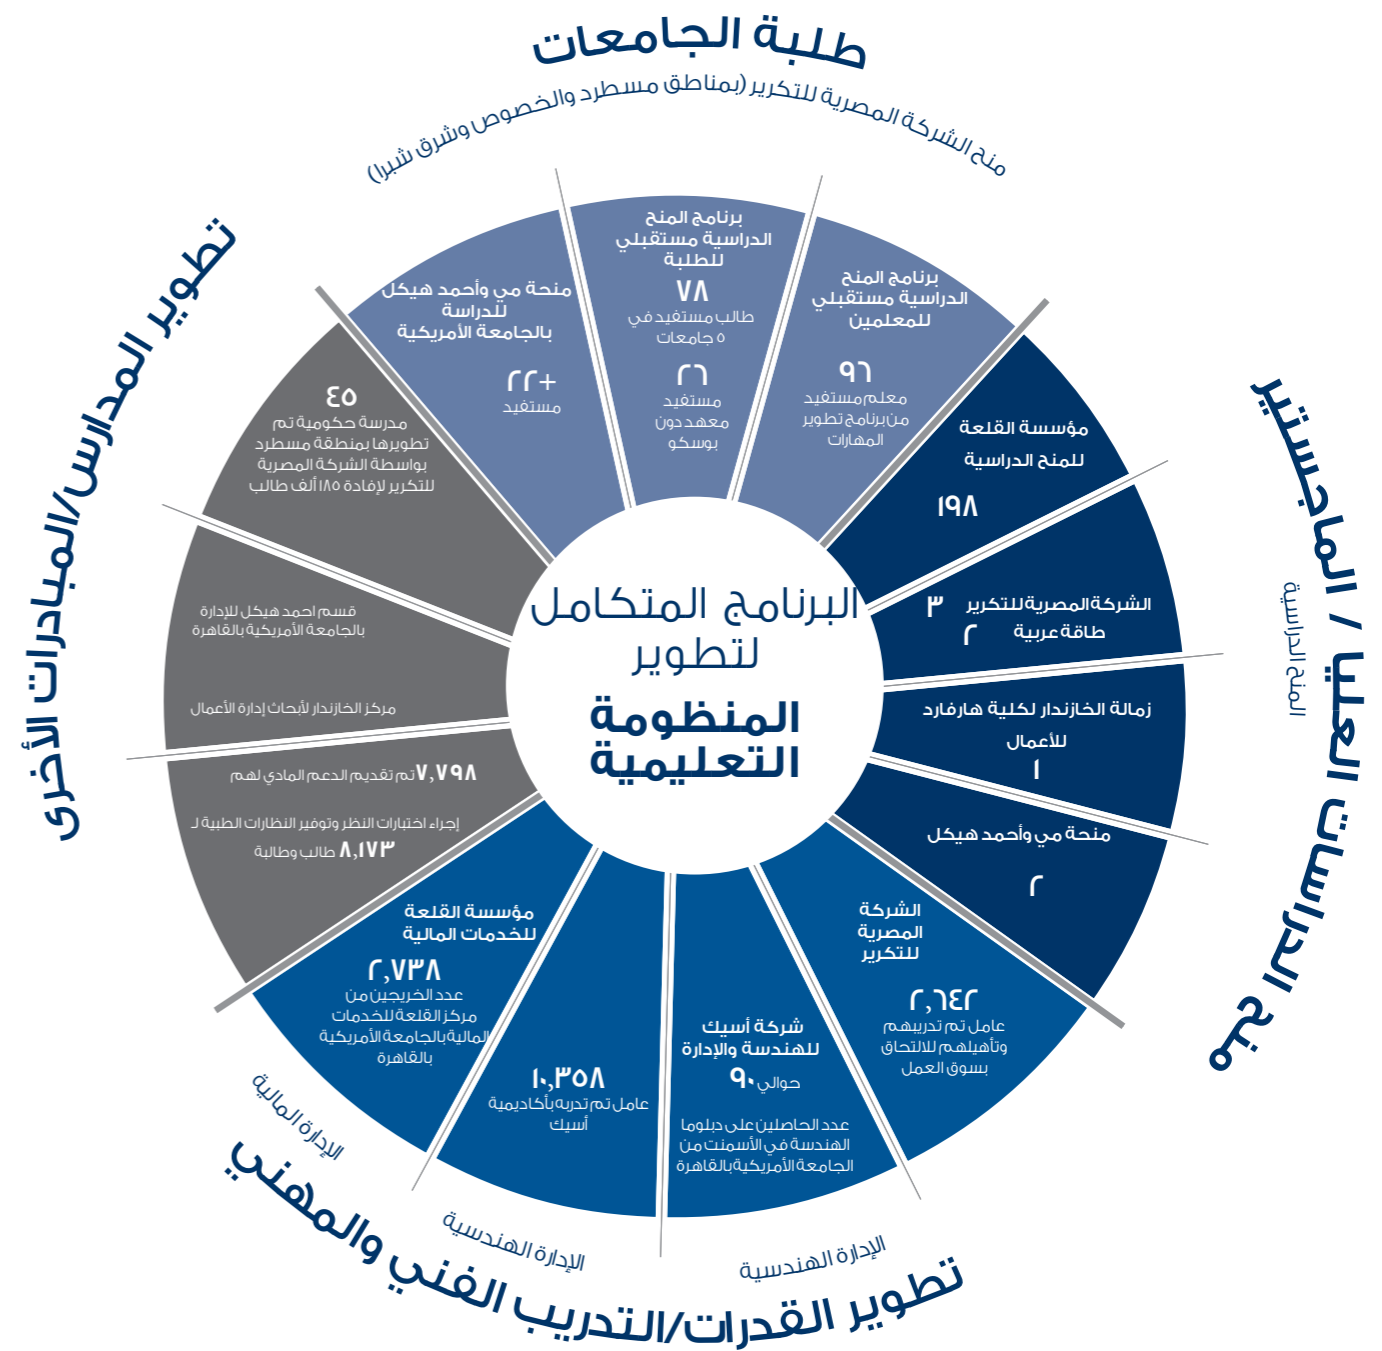 طلبة الجامعات
منح الشركة المصرية للتكرير (بمناطق مسطرد والخصوص وشرق شبرا)
برنامج المنح
الدراسية مستقبلي
للمعلمين
٩٦
معلم مستفيد
من برنامج تطوير
المهارات
برنامج المنح
الدراسية مستقبلي
للطلبة
٧٨
طالب مستفيد في
٥ جامعات
٢٦
مستفيد
معهد دون
بوسكو
منحة مي وأحمد هيكل
للدراسة
بالجامعة الأمريكية
+٢٢
مستفيد
منح الدراسات العليا / الماجستير
المنح الدراسية
مؤسسة القلعة
للمنح الدراسية
١٩٨
الشركة المصرية للتكرير ٣
طاقة عربية ٢
زمالة الخازندار لكلية هارفارد
للأعمال
١
منحة مي وأحمد هيكل
٢
البرنامج المتكامل
لتطوير
المنظومة
التعليمية
تطوير المدارس/المبادرات الأخرى
٤٥
مدرسة حكومية تم
تطويرها بمنطقة مسطرد
بواسطة الشركة المصرية
للتكرير لإفادة ١٨٥ ألف طالب
قسم احمد هيكل للإدارة
بالجامعة الأمريكية بالقاهرة
مركز الخازندار لأبحاث إدارة الأعمال
٧,٧٩٨ تم تقديم الدعم المادي لهم
إجراء اختبارات النظر وتوفير النظارات الطبية لـ
٨,١٧٣ طالب وطالبة
الشركة
المصرية
للتكرير
٢,٦٤٢
عامل تم تدريبهم
وتأهيلهم للالتحاق
بسوق العمل
شركة أسيك
للهندسة والإدارة
حوالي ٩٠
عدد الحاصلين على دبلوما
الهندسة في الأسمنت من
الجامعة الأمريكية بالقاهرة
١٠,٣٥٨
عامل تم تدربه بأكاديمية
أسيك
مؤسسة القلعة
للخدمات المالية
٢,٧٣٨
عدد الخريجين من
مركز القلعة للخدمات
المالية بالجامعة الأمريكية
بالقاهرة
الإدارة الهندسية
الإدارة الهندسية
الإدارة المالية
تطوير القدرات/التدريب الفني والمهني